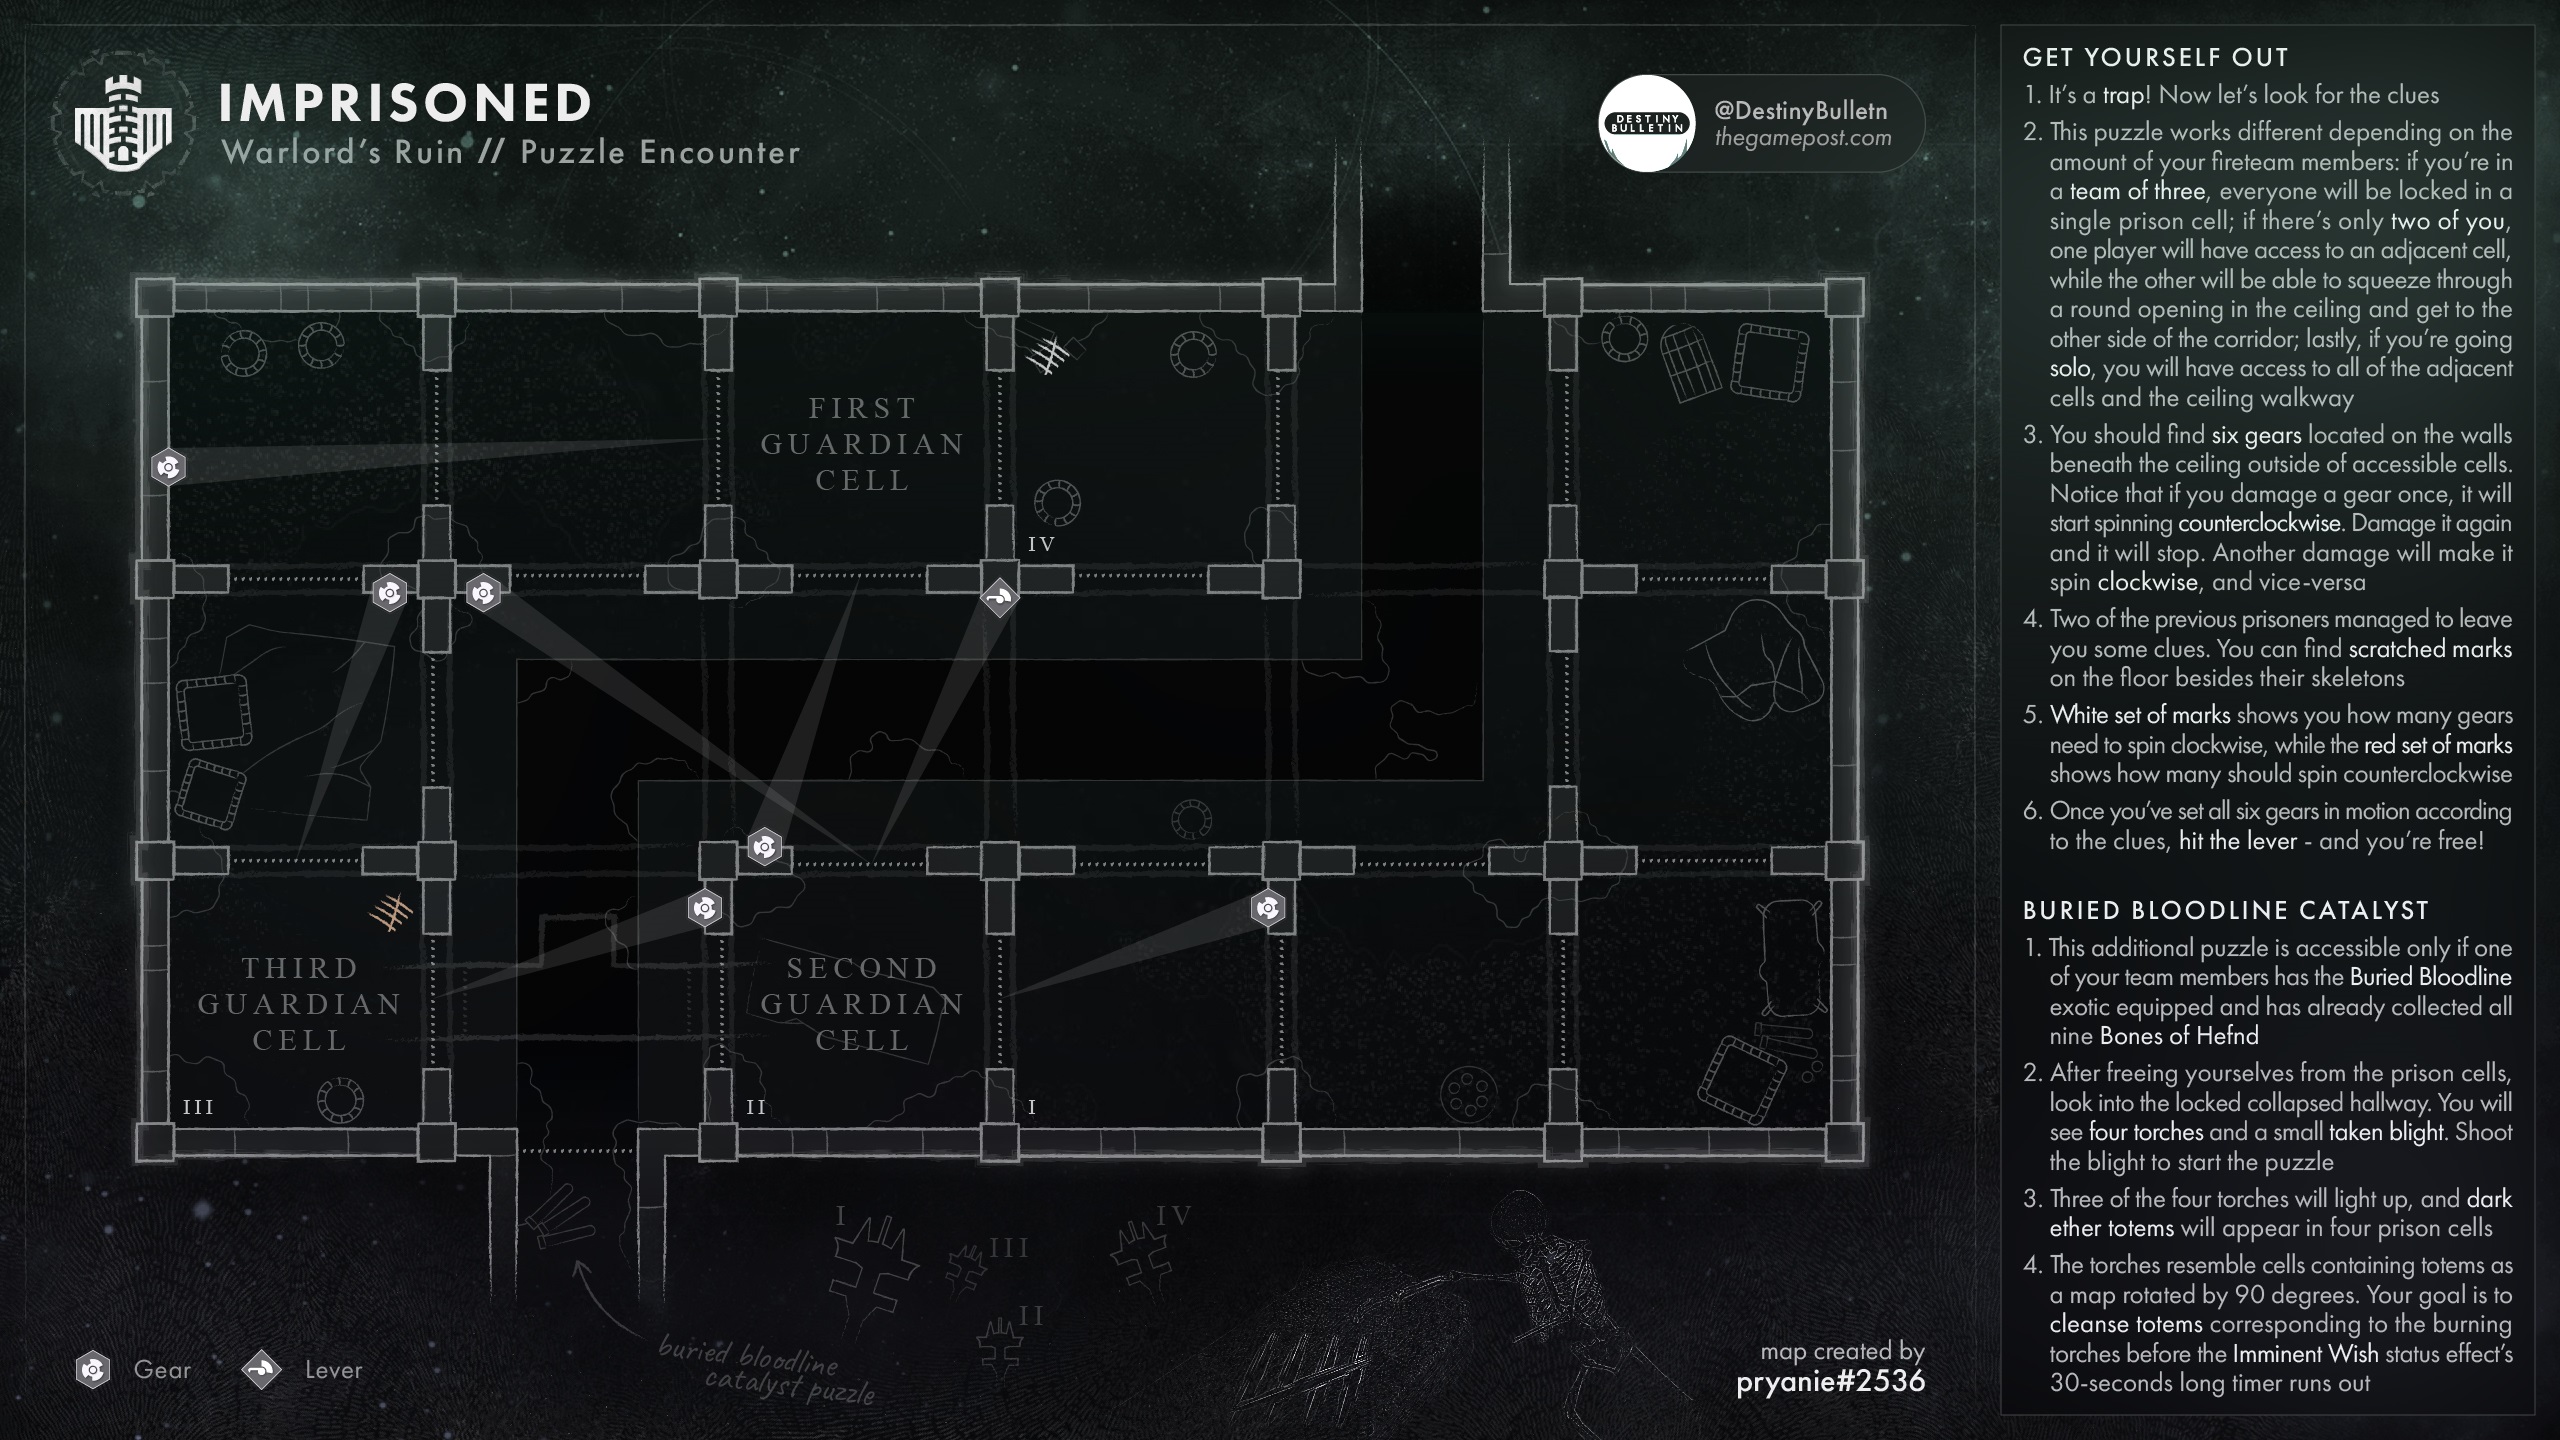 IMPRISONED
Warlord's Ruin // Puzzle Encounter
DESTINY
BULLETIN
@DestinyBulletn
thegamepost.com
FIRST
GUARDIAN
CELL
IV
THIRD
GUARDIAN
CELL
III
SECOND
GUARDIAN
CELL
II
I
I
III
IV
II
buried bloodline
catalyst puzzle
Gear
Lever
map created by
pryanie#2536
GET YOURSELF OUT
1. It's a trap! Now let's look for the clues
2. This puzzle works different depending on the
amount of your fireteam members: if you're in
a team of three, everyone will be locked in a
single prison cell; if there's only two of you,
one player will have access to an adjacent cell,
while the other will be able to squeeze through
a round opening in the ceiling and get to the
other side of the corridor; lastly, if you're going
solo, you will have access to all of the adjacent
cells and the ceiling walkway
3. You should find six gears located on the walls
beneath the ceiling outside of accessible cells.
Notice that if you damage a gear once, it will
start spinning counterclockwise. Damage it again
and it will stop. Another damage will make it
spin clockwise, and vice-versa
4. Two of the previous prisoners managed to leave
you some clues. You can find scratched marks
on the floor besides their skeletons
5. White set of marks shows you how many gears
need to spin clockwise, while the red set of marks
shows how many should spin counterclockwise
6. Once you've set all six gears in motion according
to the clues, hit the lever - and you're free!
BURIED BLOODLINE CATALYST
1. This additional puzzle is accessible only if one
of your team members has the Buried Bloodline
exotic equipped and has already collected all
nine Bones of Hefnd
2. After freeing yourselves from the prison cells,
look into the locked collapsed hallway. You will
see four torches and a small taken blight. Shoot
the blight to start the puzzle
3. Three of the four torches will light up, and dark
ether totems will appear in four prison cells
4. The torches resemble cells containing totems as
a map rotated by 90 degrees. Your goal is to
cleanse totems corresponding to the burning
torches before the Imminent Wish status effect's
30-seconds long timer runs out